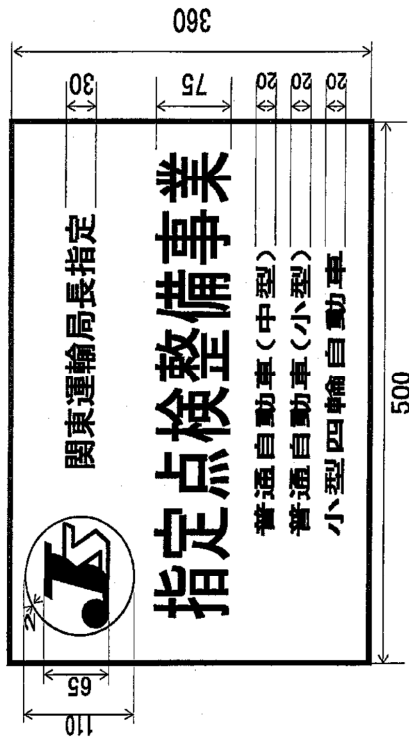 関東運輸局長指定
指定点検整備事業
普通自動車(中型)
普通自動車(小型)
小型四輪自動車
JS
2
110
65
30
75
20
20
20
360
500